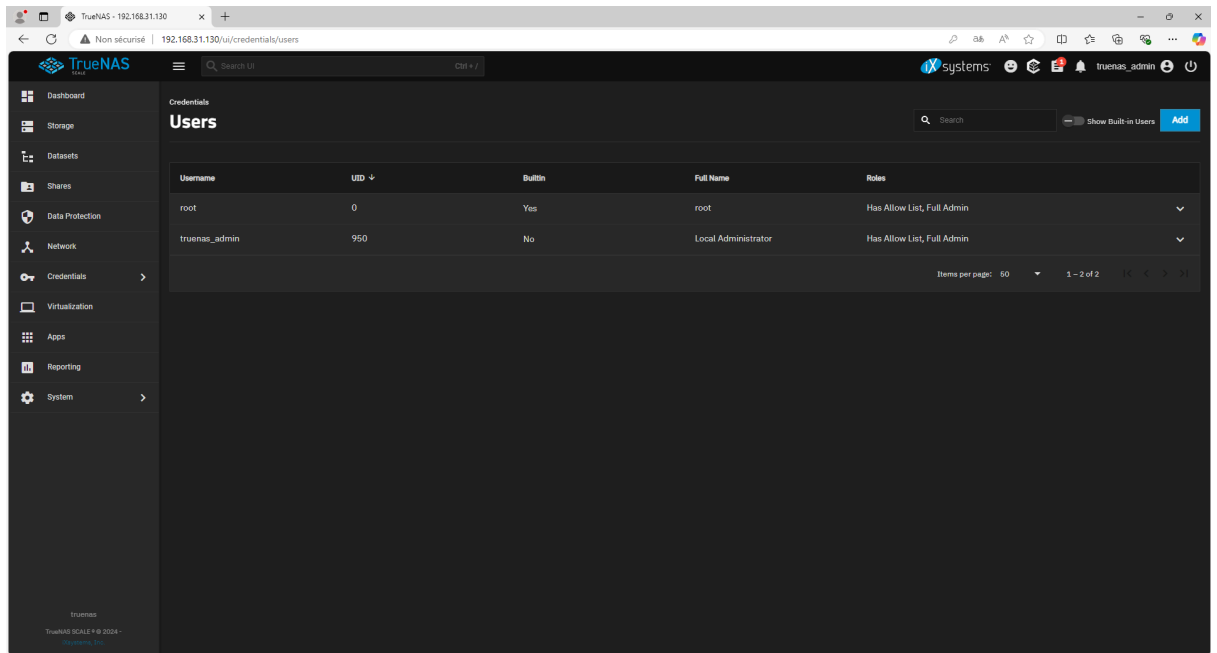 TrueNAS - 192.168.31.130
Non sécurisé | 192.168.31.130/ui/credentials/users
TrueNAS
SCALE
Search UI
Ctrl + /
iXsystems
1
truenas_admin
Dashboard
Storage
Datasets
Shares
Data Protection
Network
Credentials
Virtualization
Apps
Reporting
System
truenas
TrueNAS SCALE ® © 2024 -
Credentials
Users
Search
Show Built-in Users
Add
Username UID Builtin Full Name Roles
root 0 Yes root Has Allow List, Full Admin
truenas_admin 950 No Local Administrator Has Allow List, Full Admin
Items per page: 50 1 – 2 of 2